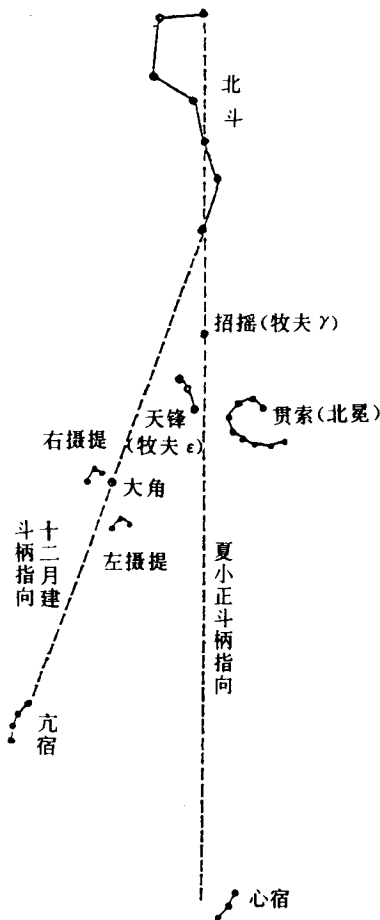 北斗
招摇(牧夫 γ)
天锋
(牧夫 ε)
贯索(北冕)
右摄提
大角
左摄提
十二月建
斗柄指向
夏小正斗柄指向
亢宿
心宿